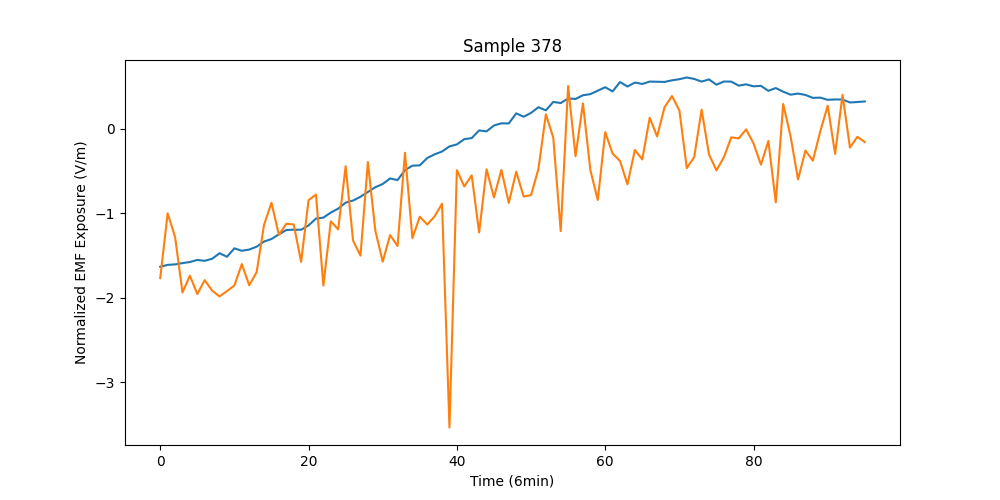 Sample 378
Normalized EMF Exposure (V/m)
0
−1
−2
−3
0 20 40 60 80
Time (6min)